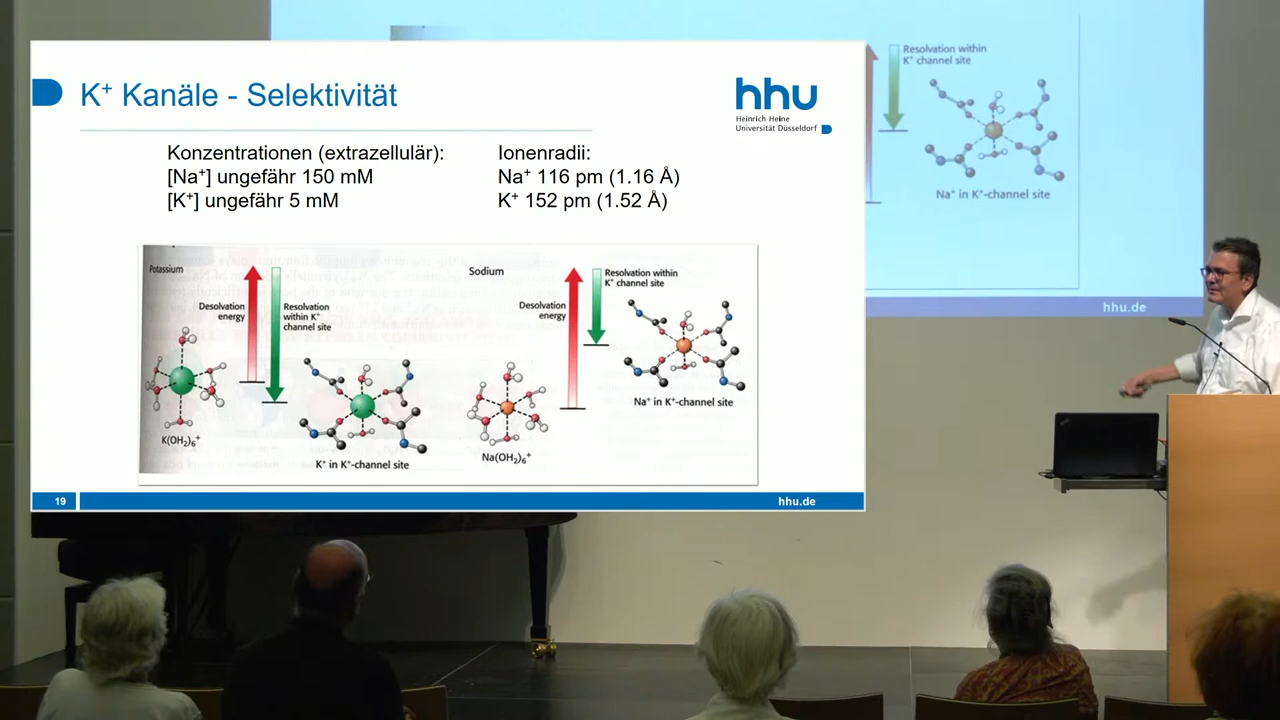 K⁺ Kanäle - Selektivität
hhu
Heinrich Heine
Universität Düsseldorf
Konzentrationen (extrazellulär):
[Na⁺] ungefähr 150 mM
[K⁺] ungefähr 5 mM
Ionenradii:
Na⁺ 116 pm (1.16 Å)
K⁺ 152 pm (1.52 Å)
Potassium
Desolvation
energy
Resolvation
within K⁺
channel site
K(OH₂)₆⁺
K⁺ in K⁺-channel site
Sodium
Desolvation
energy
Resolvation within
K⁺ channel site
Na(OH₂)₆⁺
Na⁺ in K⁺-channel site
19
hhu.de
Resolvation within
K⁺ channel site
Na⁺ in K⁺-channel site
hhu.de